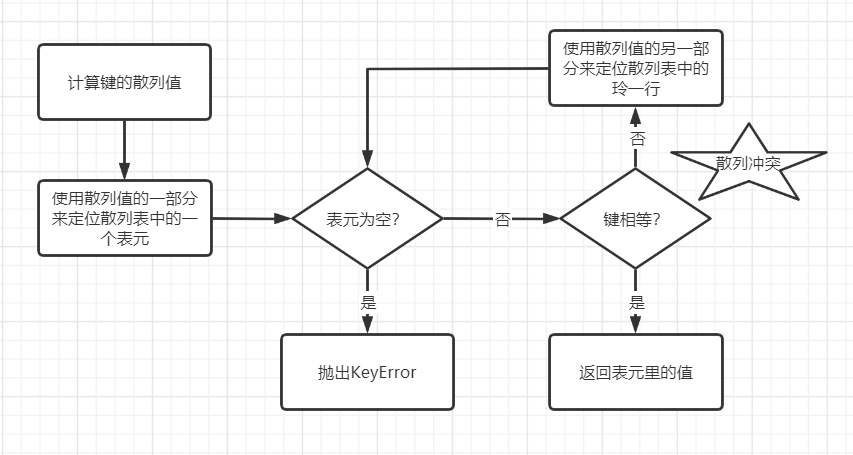 计算键的散列值
使用散列值的一部分
来定位散列表中的一
个表元
表元为空?
是
抛出KeyError
否
键相等?
是
返回表元里的值
否
散列冲突
使用散列值的另一部
分来定位散列表中的
玲一行